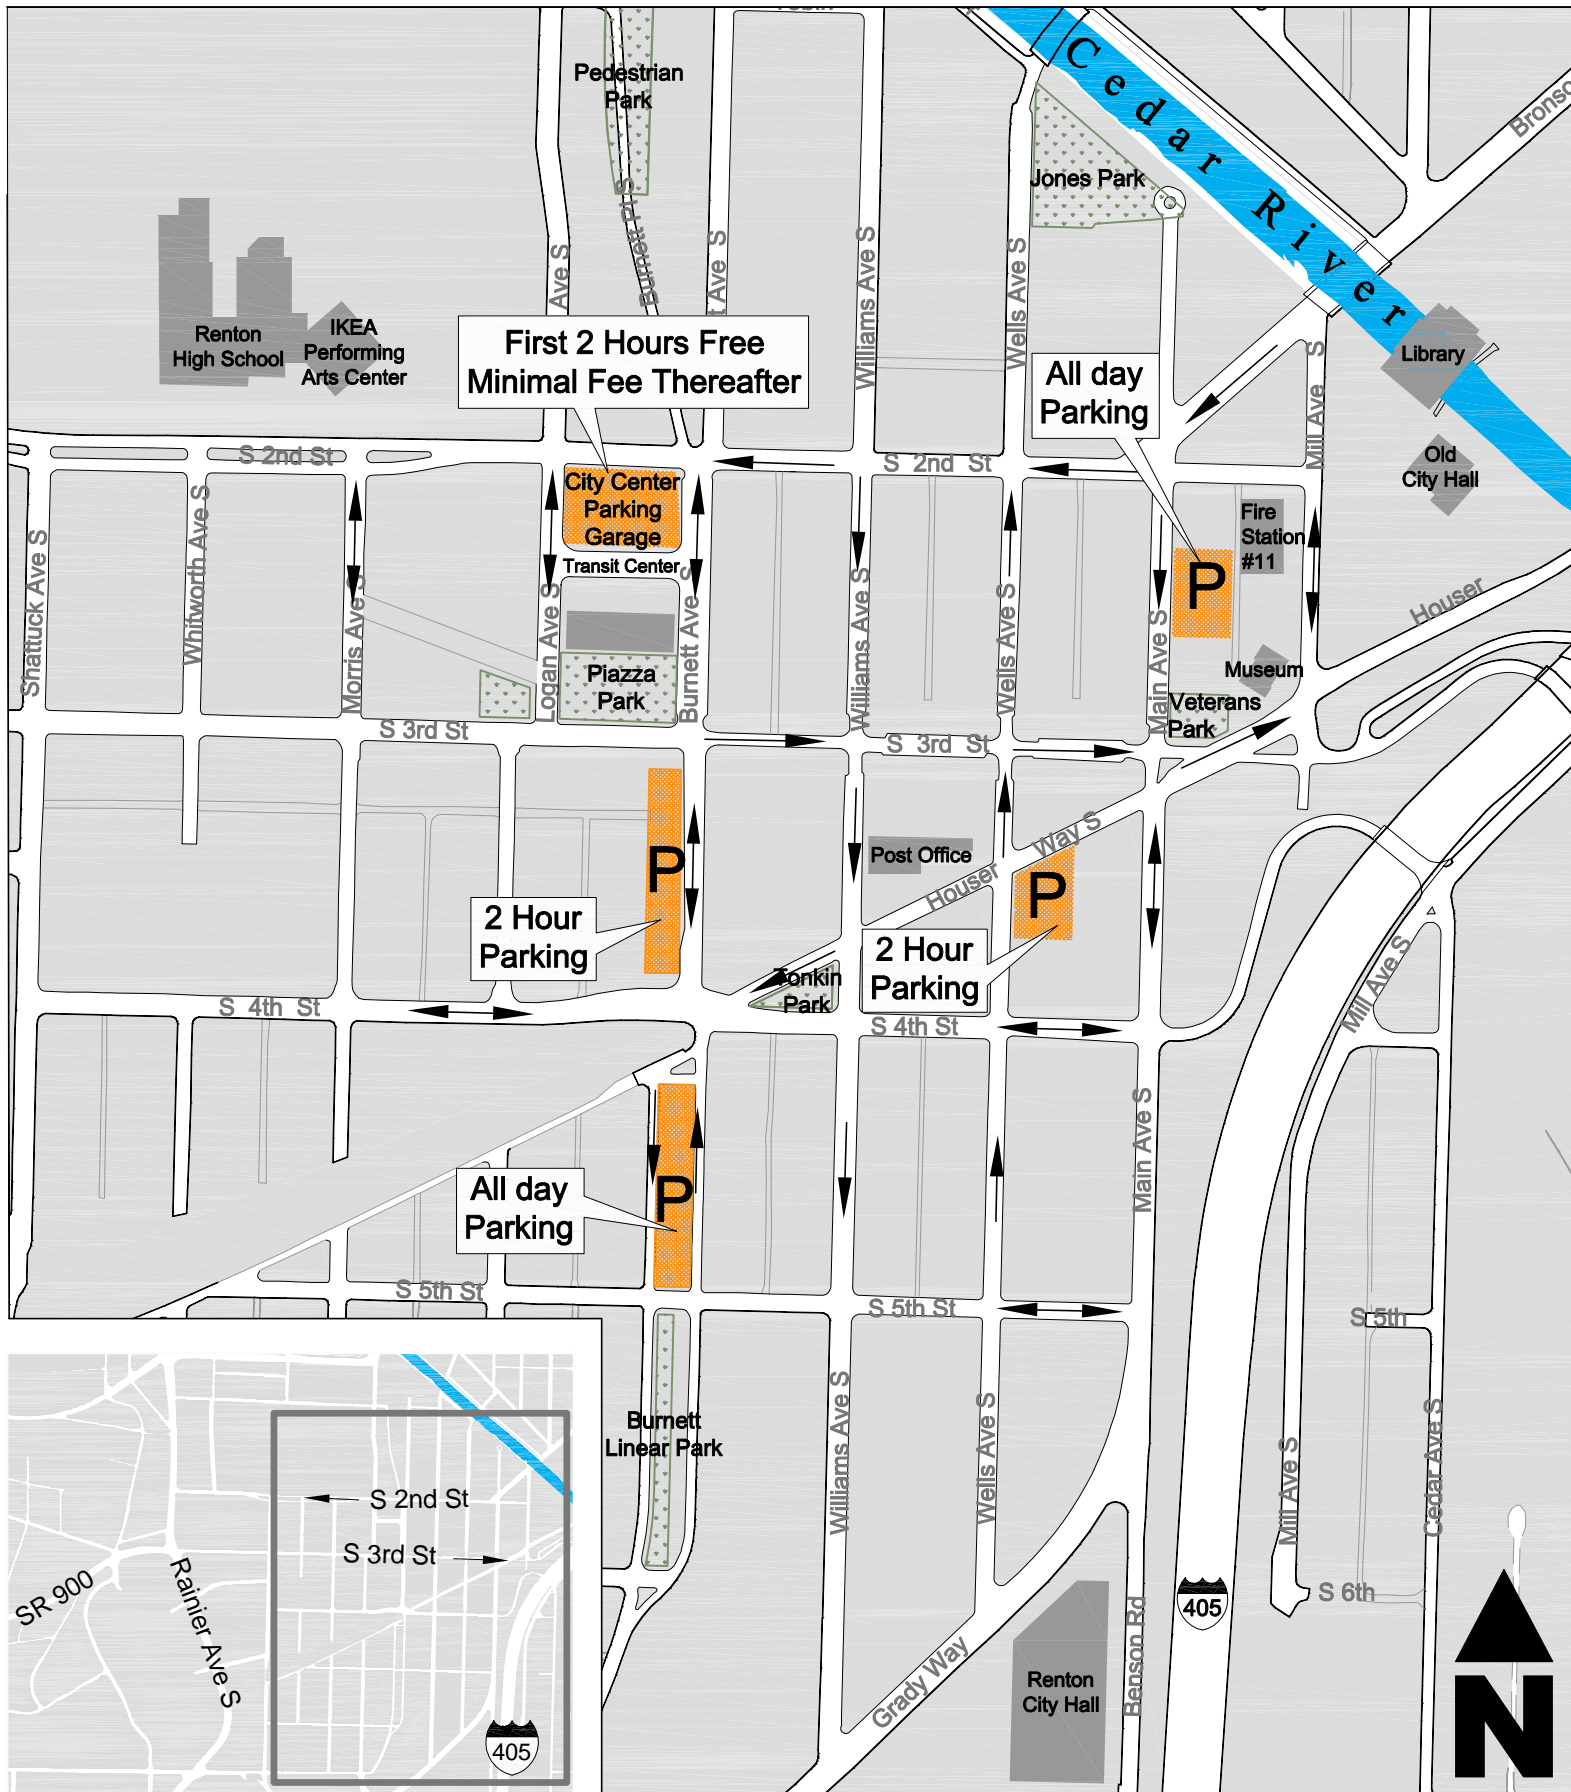 Pedestrian
Park
Cedar River
Bronso
Jones Park
Burnett Pl S
Ave S
t Ave S
Williams Ave S
Wells Ave S
Renton
High School
IKEA
Performing
Arts Center
First 2 Hours Free
Minimal Fee Thereafter
All day
Parking
Mill Ave S
Library
Old
City Hall
S 2nd St
S 2nd St
City Center
Parking
Garage
Transit Center
Fire
Station
#11
P
Shattuck Ave S
Whitworth Ave S
Morris Ave S
Logan Ave S
Burnett Ave S
Williams Ave S
Wells Ave S
Main Ave S
Houser
Museum
Piazza
Park
Veterans
Park
S 3rd St
S 3rd St
P
Post Office
Houser
Way S
P
2 Hour
Parking
2 Hour
Parking
Tonkin
Park
S 4th St
S 4th St
Mill Ave S
Main Ave S
All day
Parking
P
S 5th St
S 5th St
S 5th
Burnett
Linear Park
Williams Ave S
Wells Ave S
Mill Ave S
Cedar Ave S
S 6th
405
Grady Way
Renton
City Hall
Benson Rd
N
S 2nd St
S 3rd St
SR 900
Rainier Ave S
405